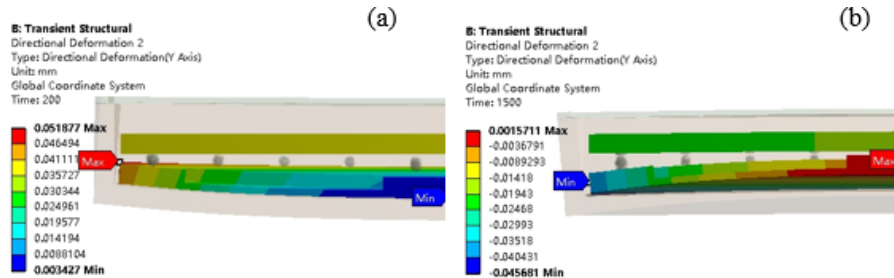 (a)
B: Transient Structural
Directional Deformation 2
Type: Directional Deformation(Y Axis)
Unit: mm
Global Coordinate System
Time: 200
0.051877 Max
0.046494
0.041111
0.035727
0.030344
0.024961
0.019577
0.014194
0.0088104
0.003427 Min
Max
Min
(b)
B: Transient Structural
Directional Deformation 2
Type: Directional Deformation(Y Axis)
Unit: mm
Global Coordinate System
Time: 1500
0.0015711 Max
-0.0036791
-0.0089293
-0.01418
-0.01943
-0.02468
-0.02993
-0.03518
-0.040431
-0.045681 Min
Max
Min